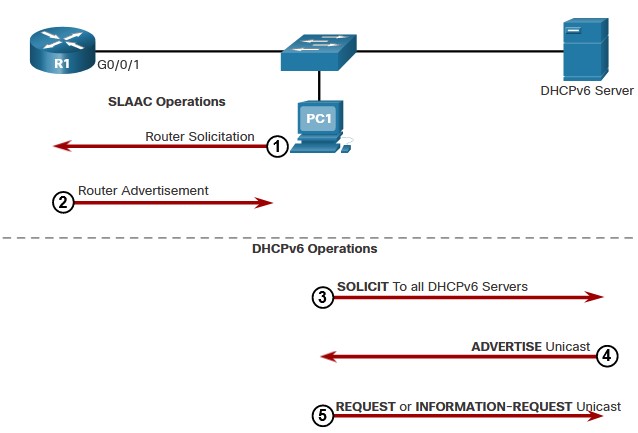 R1
G0/0/1
DHCPv6 Server
SLAAC Operations
PC1
Router Solicitation
1
2
Router Advertisement
DHCPv6 Operations
3
SOLICIT To all DHCPv6 Servers
ADVERTISE Unicast
4
5
REQUEST or INFORMATION-REQUEST Unicast